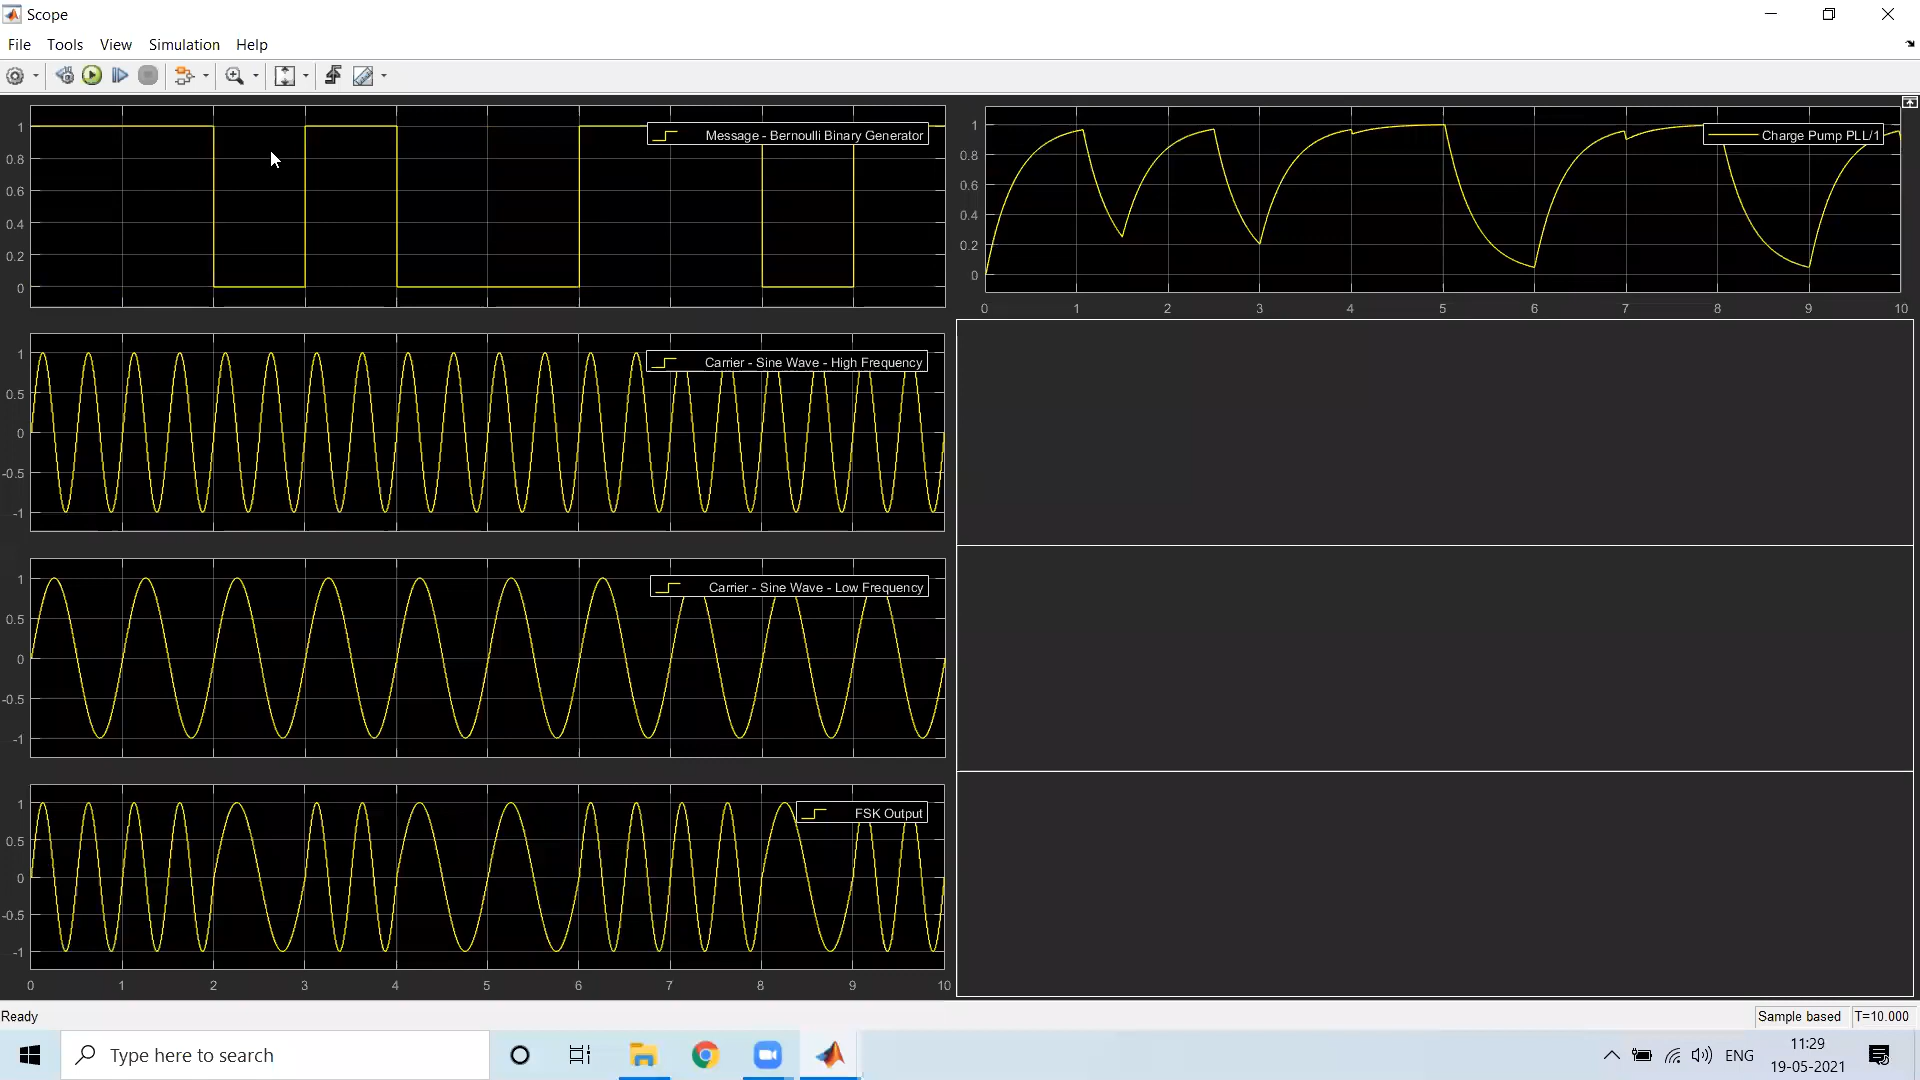 Scope
File Tools View Simulation Help
1
0.8
0.6
0.4
0.2
0
Message - Bernoulli Binary Generator
1
0.5
0
-0.5
-1
Carrier - Sine Wave - High Frequency
1
0.5
0
-0.5
-1
Carrier - Sine Wave - Low Frequency
1
0.5
0
-0.5
-1
FSK Output
0 1 2 3 4 5 6 7 8 9 10
1
0.8
0.6
0.4
0.2
0
Charge Pump PLL/1
0 1 2 3 4 5 6 7 8 9 10
Ready
Sample based T=10.000
Type here to search
ENG
11:29
19-05-2021